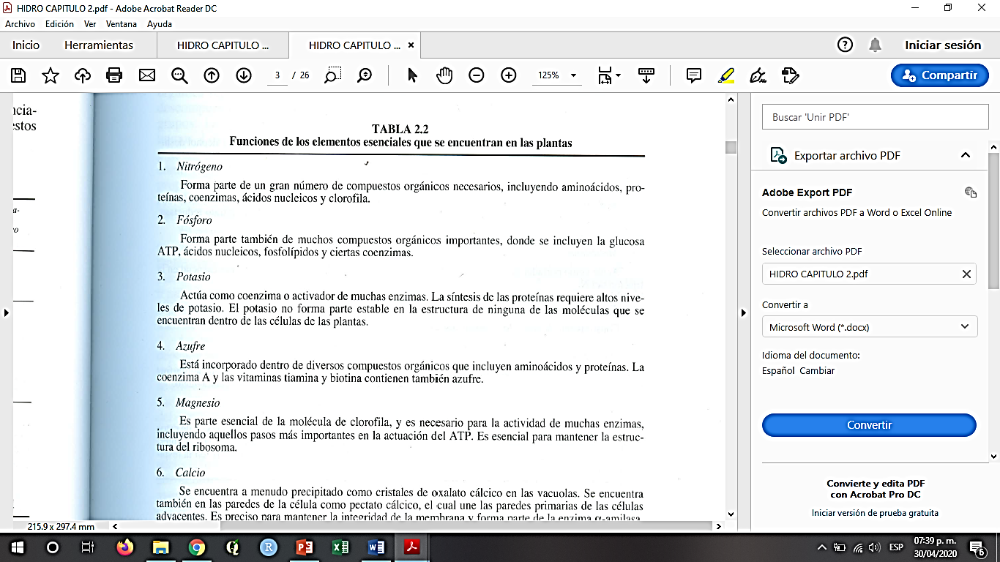 HIDRO CAPITULO 2.pdf - Adobe Acrobat Reader DC
Archivo Edición Ver Ventana Ayuda
Inicio Herramientas HIDRO CAPITULO ... HIDRO CAPITULO ... × Iniciar sesión
3 / 26 125% Compartir
ncia-
estos
a-
ro
TABLA 2.2
Funciones de los elementos esenciales que se encuentran en las plantas
1. Nitrógeno
Forma parte de un gran número de compuestos orgánicos necesarios, incluyendo aminoácidos, pro-
teínas, coenzimas, ácidos nucleicos y clorofila.
2. Fósforo
Forma parte también de muchos compuestos orgánicos importantes, donde se incluyen la glucosa
ATP, ácidos nucleicos, fosfolípidos y ciertas coenzimas.
3. Potasio
Actúa como coenzima o activador de muchas enzimas. La síntesis de las proteínas requiere altos nive-
les de potasio. El potasio no forma parte estable en la estructura de ninguna de las moléculas que se
encuentran dentro de las células de las plantas.
4. Azufre
Está incorporado dentro de diversos compuestos orgánicos que incluyen aminoácidos y proteínas. La
coenzima A y las vitaminas tiamina y biotina contienen también azufre.
5. Magnesio
Es parte esencial de la molécula de clorofila, y es necesario para la actividad de muchas enzimas,
incluyendo aquellos pasos más importantes en la actuación del ATP. Es esencial para mantener la estruc-
tura del ribosoma.
6. Calcio
Se encuentra a menudo precipitado como cristales de oxalato cálcico en las vacuolas. Se encuentra
también en las paredes de la célula como pectato cálcico, el cual une las paredes primarias de las células
advacentes. Es preciso para mantener la integridad de la membrana y forma parte de la enzima α-amilasa,
215.9 x 297.4 mm
Buscar 'Unir PDF'
Exportar archivo PDF
Adobe Export PDF
Convertir archivos PDF a Word o Excel Online
Seleccionar archivo PDF
HIDRO CAPITULO 2.pdf
Convertir a
Microsoft Word (*.docx)
Idioma del documento:
Español Cambiar
Convertir
Convierte y edita PDF
con Acrobat Pro DC
Iniciar versión de prueba gratuita
ESP
07:39 p. m.
30/04/2020
6